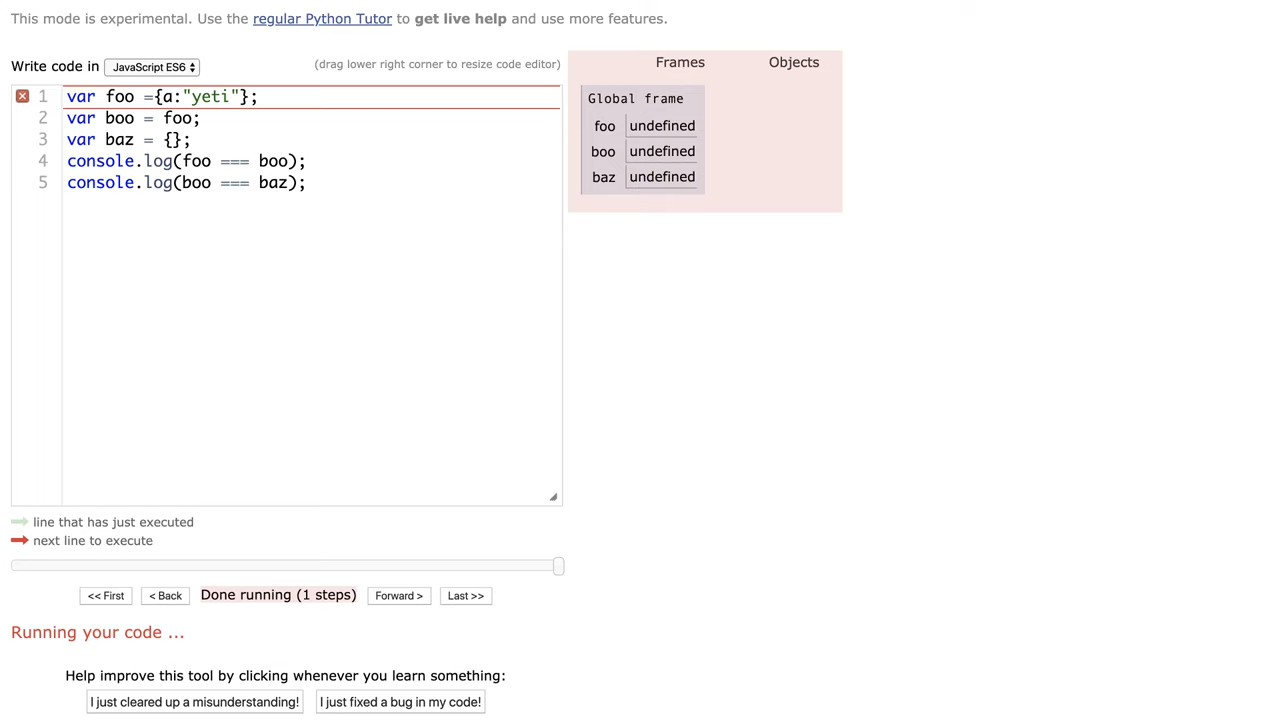 This mode is experimental. Use the regular Python Tutor to get live help and use more features.
Write code in JavaScript ES6 (drag lower right corner to resize code editor)
1 var foo ={a:"yeti"};
2 var boo = foo;
3 var baz = {};
4 console.log(foo === boo);
5 console.log(boo === baz);
Frames Objects
Global frame
foo undefined
boo undefined
baz undefined
line that has just executed
next line to execute
<< First < Back Done running (1 steps) Forward > Last >>
Running your code ...
Help improve this tool by clicking whenever you learn something:
I just cleared up a misunderstanding! I just fixed a bug in my code!